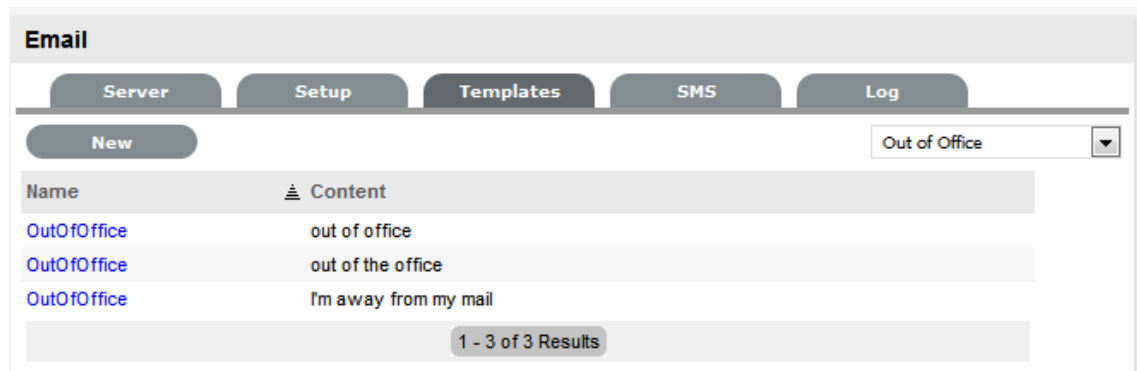 Email
Server Setup Templates SMS Log
New Out of Office
Name Content
OutOfOffice out of office
OutOfOffice out of the office
OutOfOffice I'm away from my mail
1 - 3 of 3 Results